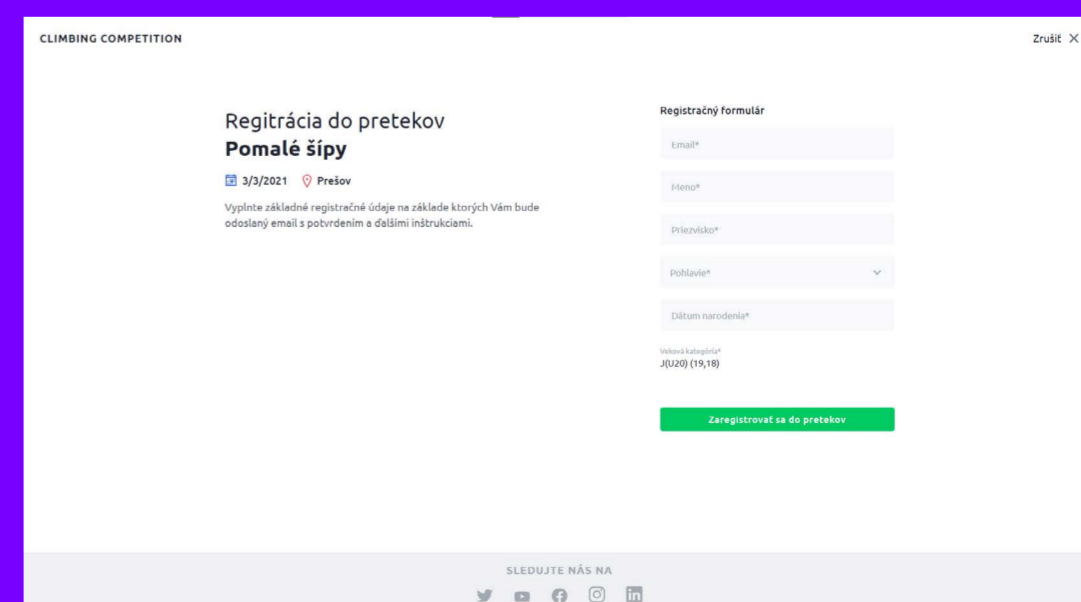 CLIMBING COMPETITION
Zrušiť
Regitrácia do pretekov
Pomalé šípy
3/3/2021 Prešov
Vyplnte základné registračné údaje na základe ktorých Vám bude
odoslaný email s potvrdením a ďalšími inštrukciami.
Registračný formulár
Email*
Meno*
Priezvisko*
Pohlavie*
Dátum narodenia*
Veková kategória*
J(U20) (19,18)
Zaregistrovať sa do pretekov
SLEDUJTE NÁS NA